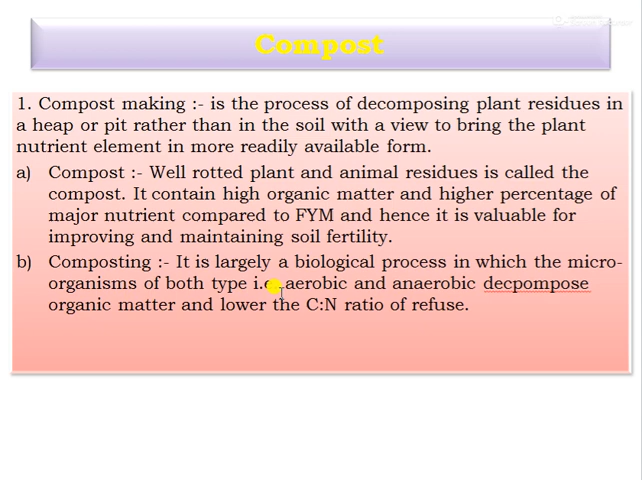 Compost
1. Compost making :- is the process of decomposing plant residues in
a heap or pit rather than in the soil with a view to bring the plant
nutrient element in more readily available form.
a) Compost :- Well rotted plant and animal residues is called the
compost. It contain high organic matter and higher percentage of
major nutrient compared to FYM and hence it is valuable for
improving and maintaining soil fertility.
b) Composting :- It is largely a biological process in which the micro-
organisms of both type i.e. aerobic and anaerobic decpompose
organic matter and lower the C:N ratio of refuse.